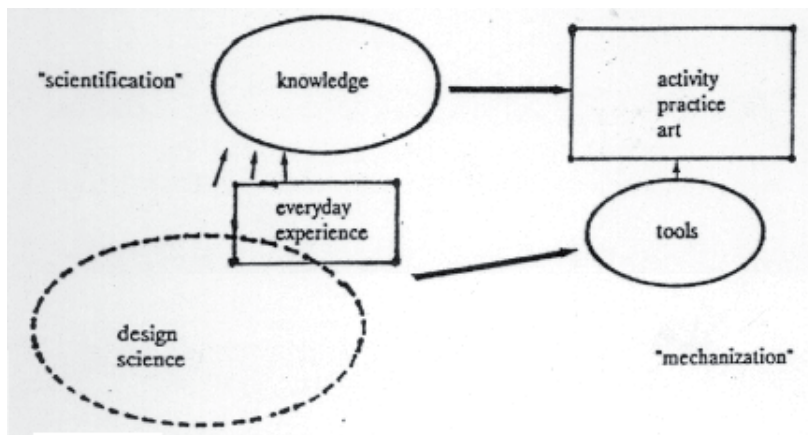 "scientification"
knowledge
activity
practice
art
everyday
experience
tools
design
science
"mechanization"